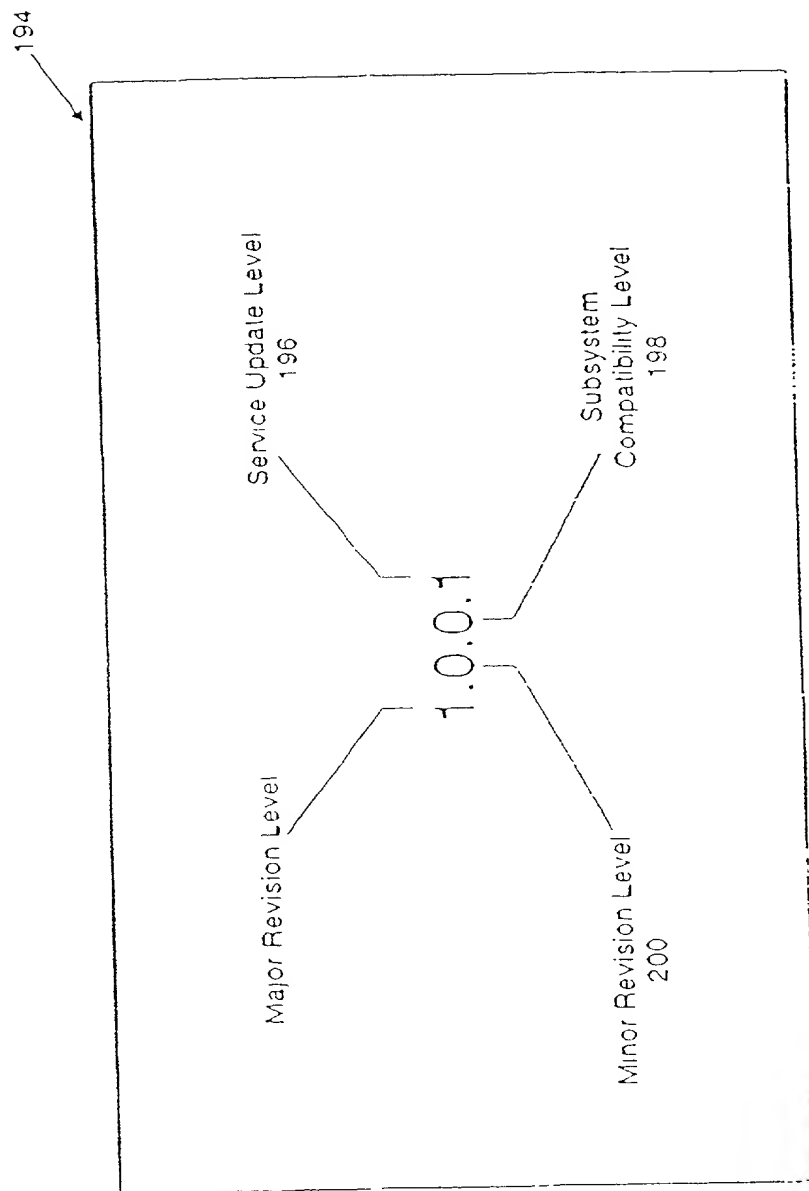 194
Major Revision Level
Service Update Level
196
1.0.0.1
Minor Revision Level
200
Subsystem
Compatibility Level
198